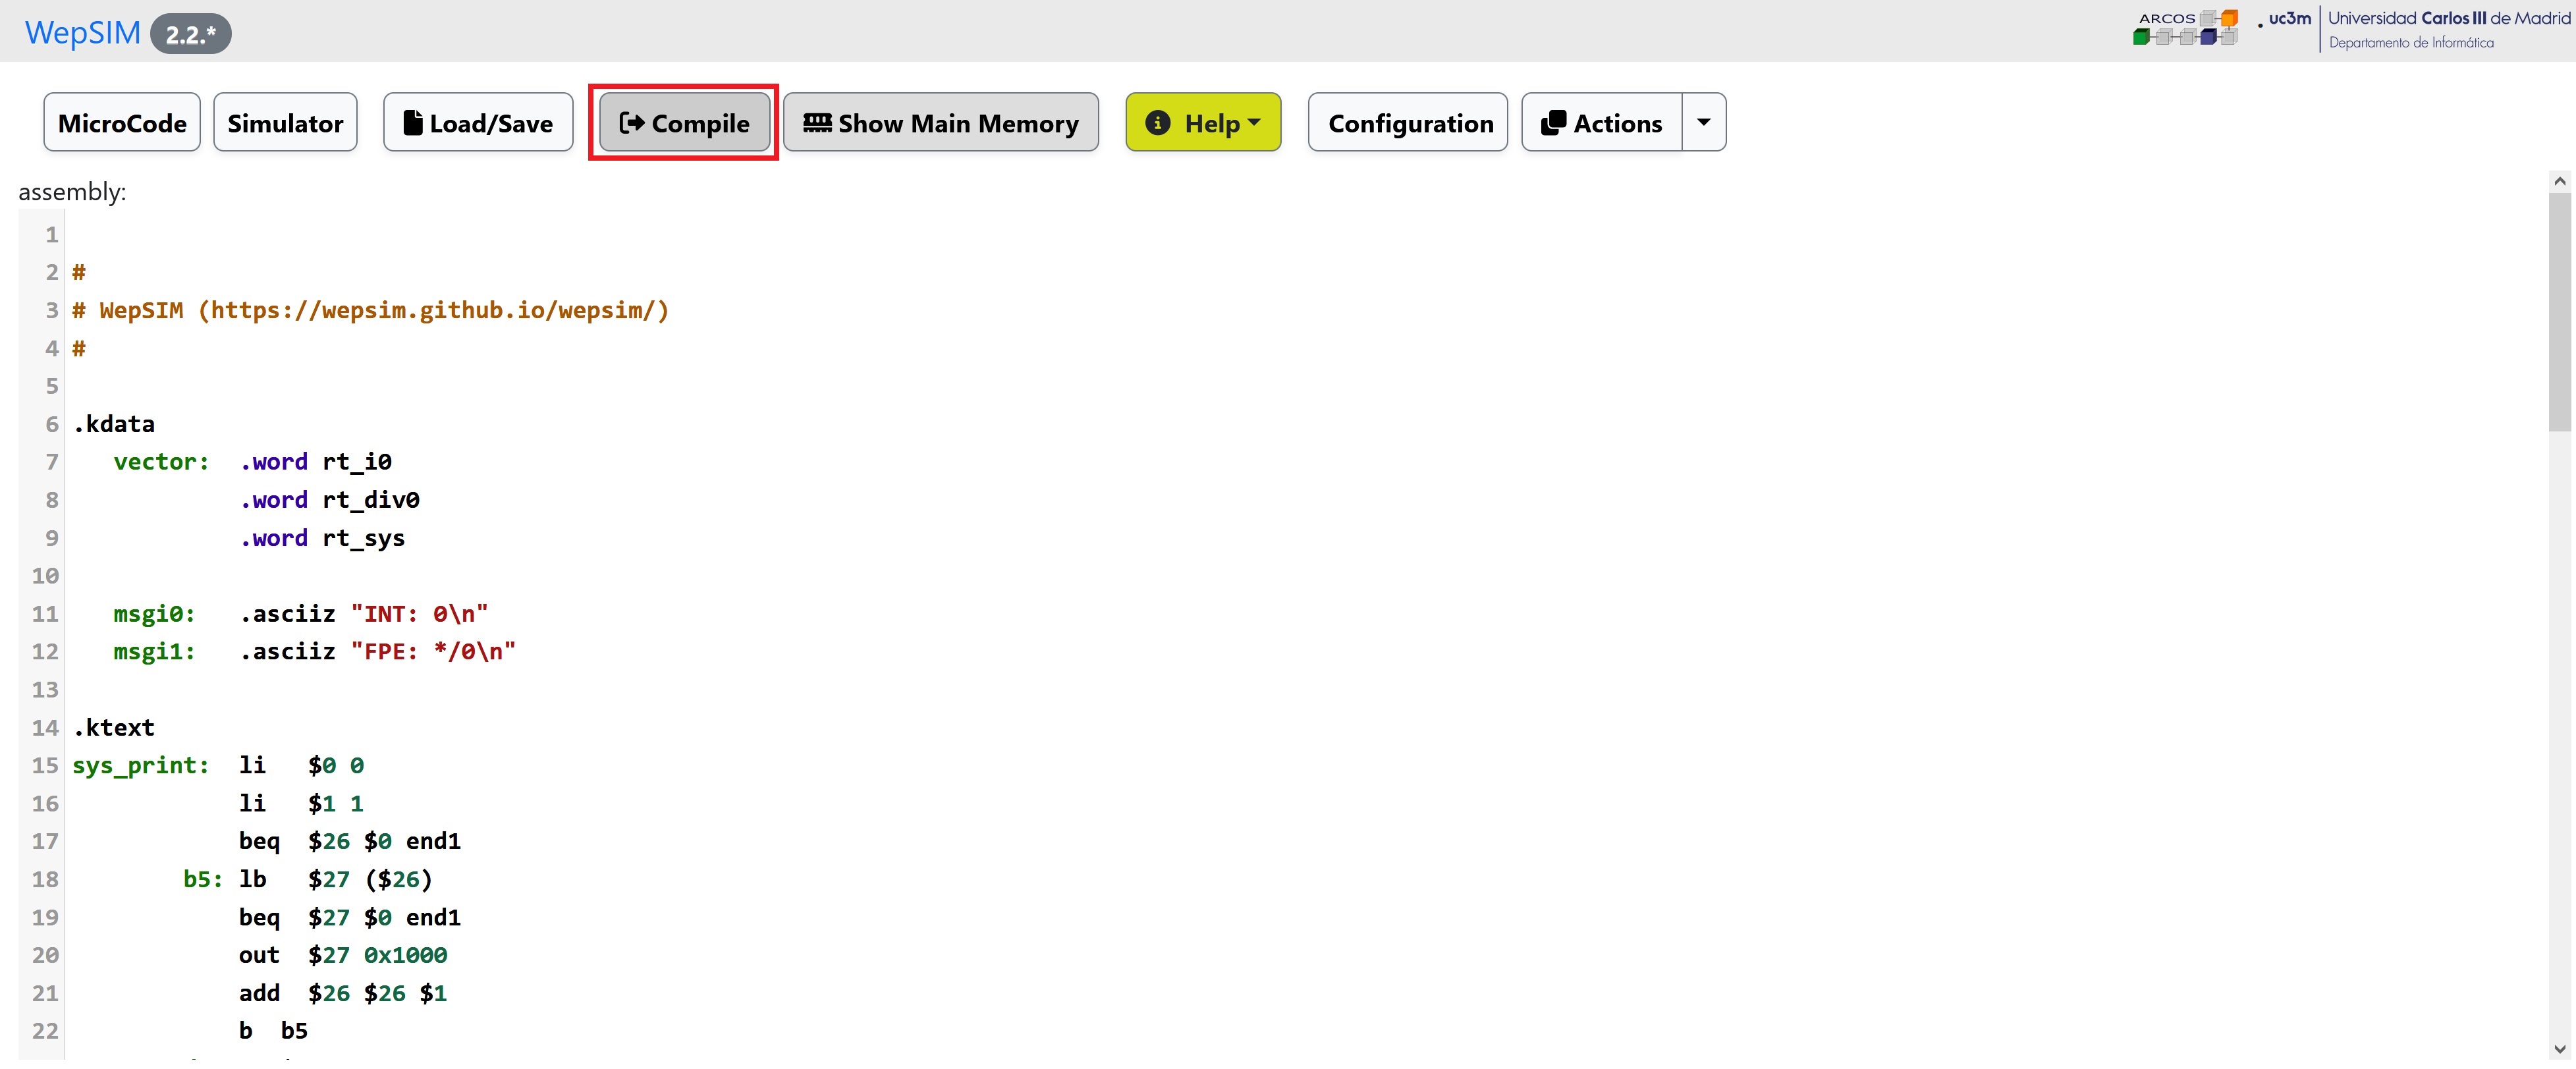 WepSIM 2.2.*
ARCOS
uc3m Universidad Carlos III de Madrid
Departamento de Informática
MicroCode Simulator Load/Save Compile Show Main Memory Help Configuration Actions
assembly:
1
2 #
3 # WepSIM (https://wepsim.github.io/wepsim/)
4 #
5
6 .kdata
7 vector: .word rt_i0
8 .word rt_div0
9 .word rt_sys
10
11 msgi0: .asciiz "INT: 0\n"
12 msgi1: .asciiz "FPE: */0\n"
13
14 .ktext
15 sys_print: li $0 0
16 li $1 1
17 beq $26 $0 end1
18 b5: lb $27 ($26)
19 beq $27 $0 end1
20 out $27 0x1000
21 add $26 $26 $1
22 b b5